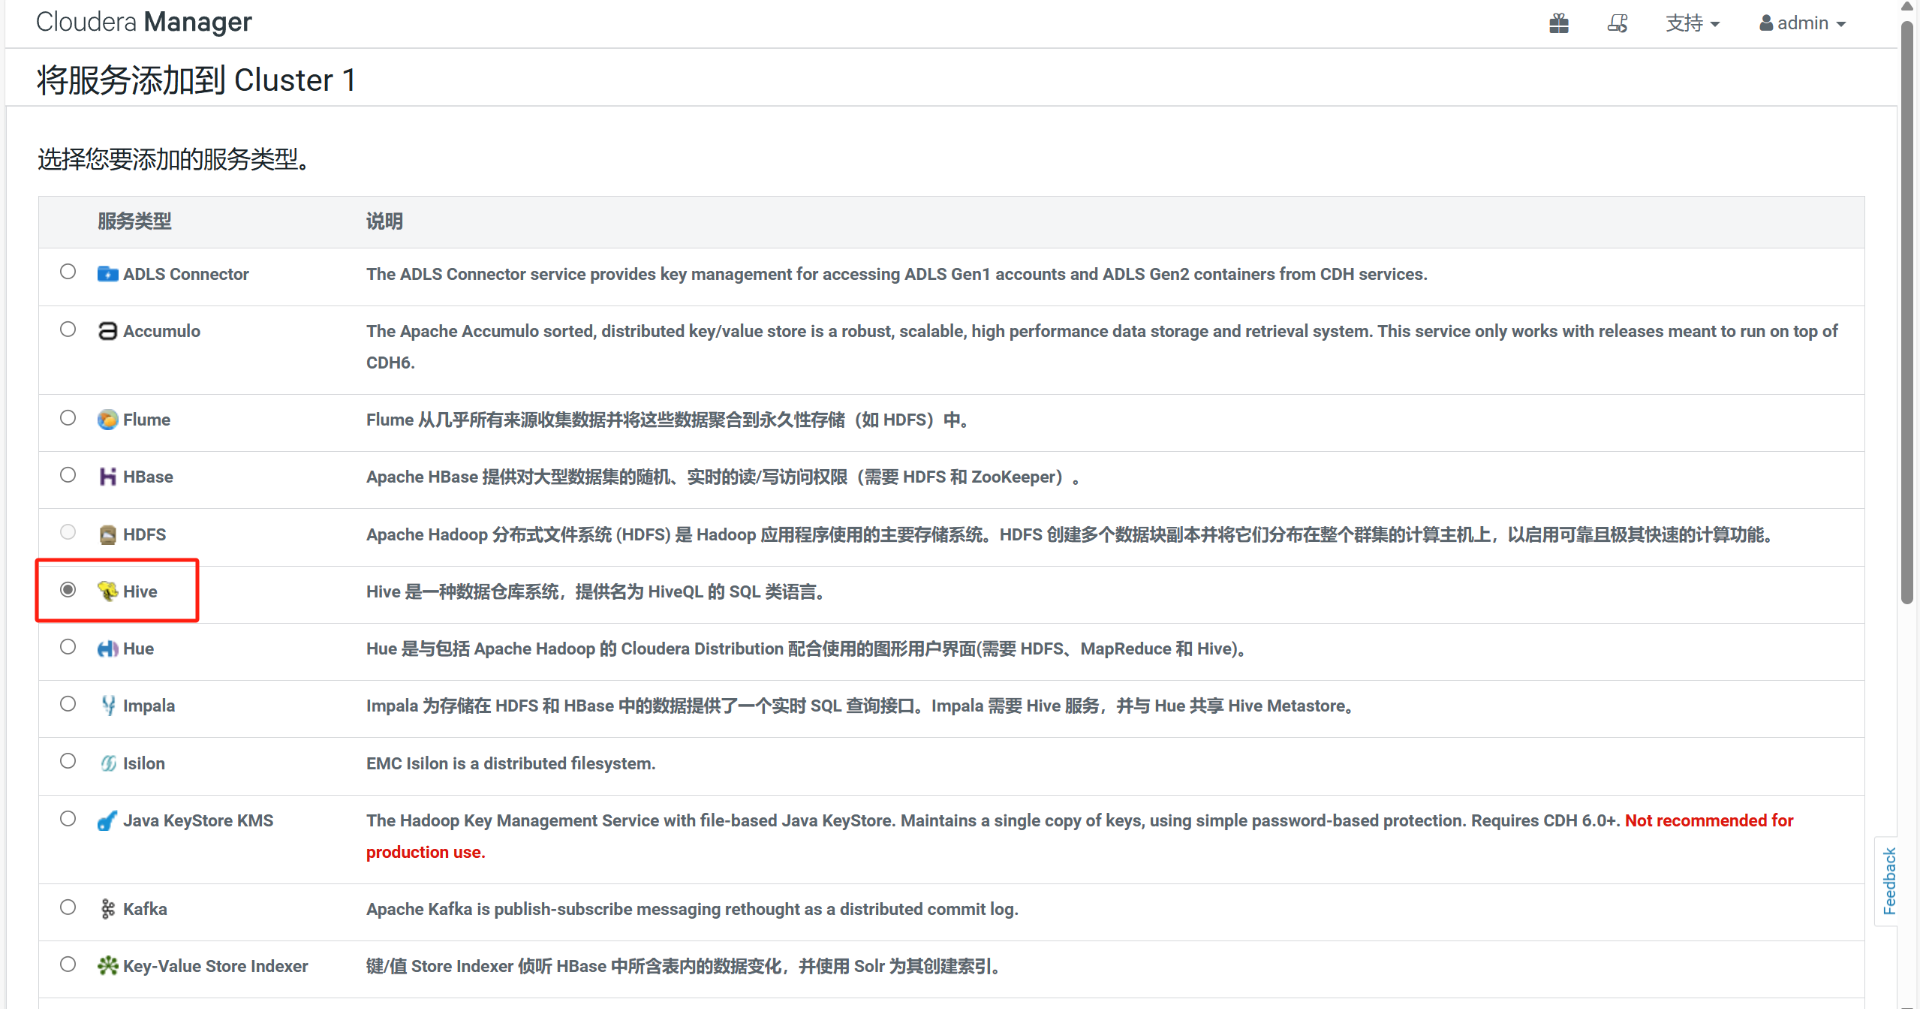 Cloudera Manager
支持
admin
将服务添加到 Cluster 1
选择您要添加的服务类型。
服务类型 说明
ADLS Connector The ADLS Connector service provides key management for accessing ADLS Gen1 accounts and ADLS Gen2 containers from CDH services.
Accumulo The Apache Accumulo sorted, distributed key/value store is a robust, scalable, high performance data storage and retrieval system. This service only works with releases meant to run on top of
CDH6.
Flume Flume 从几乎所有来源收集数据并将这些数据聚合到永久性存储（如 HDFS）中。
HBase Apache HBase 提供对大型数据集的随机、实时的读/写访问权限（需要 HDFS 和 ZooKeeper）。
HDFS Apache Hadoop 分布式文件系统 (HDFS) 是 Hadoop 应用程序使用的主要存储系统。HDFS 创建多个数据块副本并将它们分布在整个群集的计算主机上，以启用可靠且极其快速的计算功能。
Hive Hive 是一种数据仓库系统，提供名为 HiveQL 的 SQL 类语言。
Hue Hue 是与包括 Apache Hadoop 的 Cloudera Distribution 配合使用的图形用户界面(需要 HDFS、MapReduce 和 Hive)。
Impala Impala 为存储在 HDFS 和 HBase 中的数据提供了一个实时 SQL 查询接口。Impala 需要 Hive 服务，并与 Hue 共享 Hive Metastore。
Isilon EMC Isilon is a distributed filesystem.
Java KeyStore KMS The Hadoop Key Management Service with file-based Java KeyStore. Maintains a single copy of keys, using simple password-based protection. Requires CDH 6.0+. Not recommended for
production use.
Kafka Apache Kafka is publish-subscribe messaging rethought as a distributed commit log.
Key-Value Store Indexer 键/值 Store Indexer 侦听 HBase 中所含表内的数据变化，并使用 Solr 为其创建索引。
Feedback